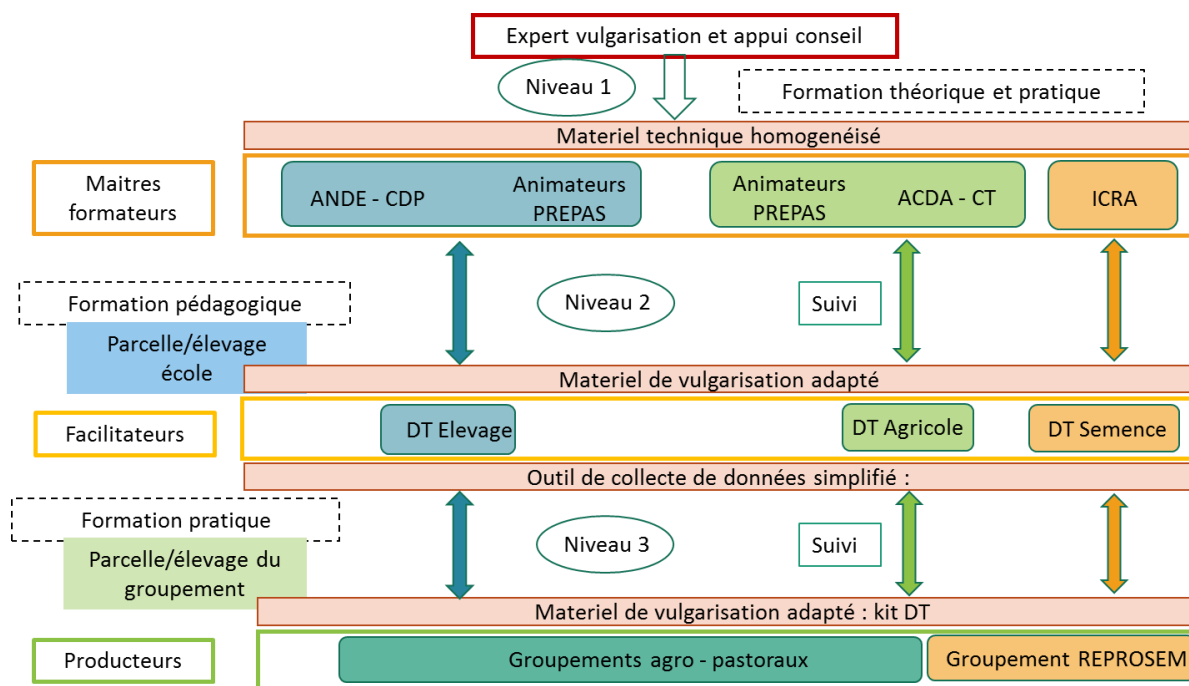 Expert vulgarisation et appui conseil
Niveau 1
Formation théorique et pratique
Materiel technique homogenéisé
Maitres
formateurs
ANDE - CDP
Animateurs
PREPAS
Animateurs
PREPAS
ACDA - CT
ICRA
Formation pédagogique
Parcelle/élevage
école
Niveau 2
Suivi
Materiel de vulgarisation adapté
Facilitateurs
DT Elevage
DT Agricole
DT Semence
Outil de collecte de données simplifié :
Formation pratique
Parcelle/élevage du
groupement
Niveau 3
Suivi
Materiel de vulgarisation adapté : kit DT
Producteurs
Groupements agro - pastoraux
Groupement REPROSEM